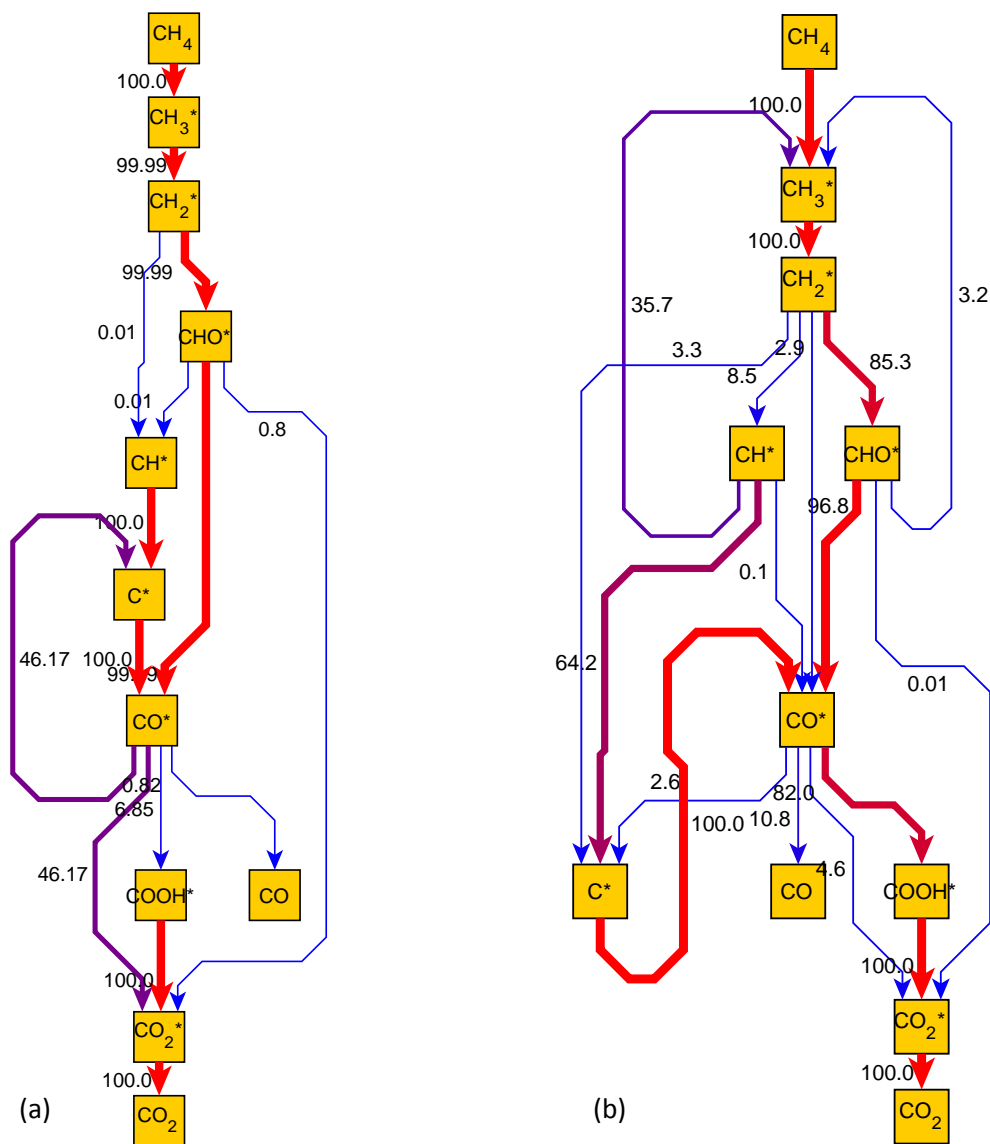 CH4
100.0
CH3*
99.99
CH2*
99.99
0.01
CHO*
0.01
0.8
CH*
100.0
C*
46.17
100.0
99.99
CO*
0.82
6.85
46.17
COOH*
CO
100.0
CO2*
100.0
CO2
(a)
CH4
100.0
CH3*
100.0
CH2*
35.7
3.2
3.3
2.9
8.5
85.3
CH*
CHO*
96.8
0.1
64.2
0.01
CO*
2.6
82.0
100.0
10.8
4.6
C*
CO
COOH*
100.0
CO2*
100.0
CO2
(b)